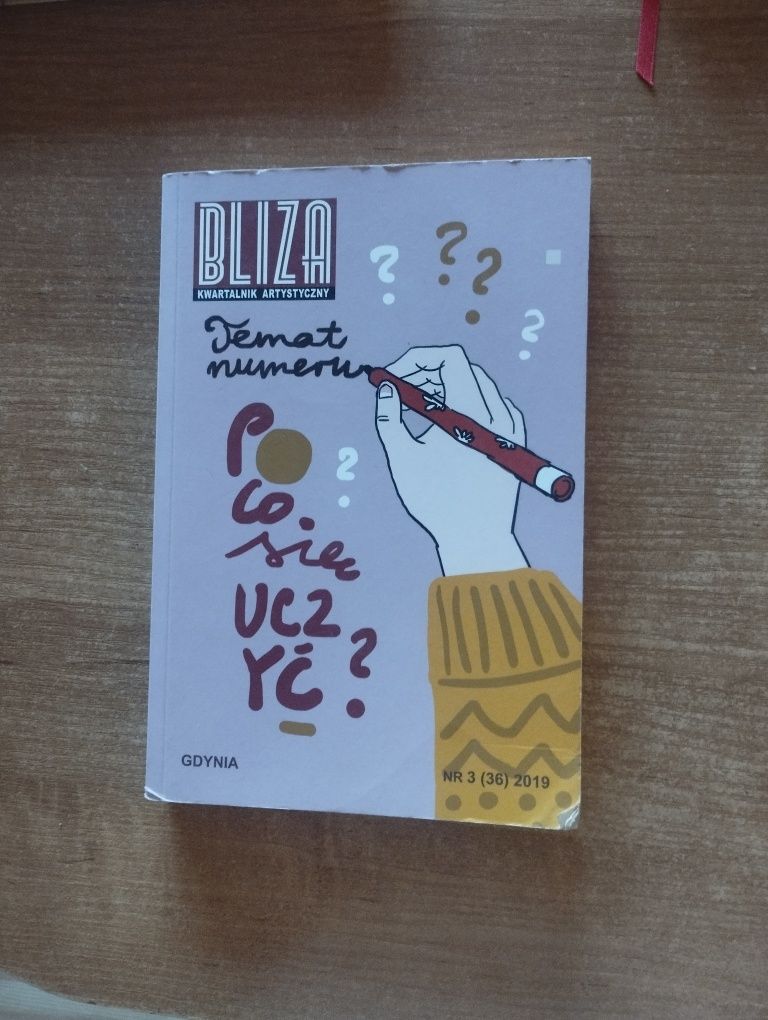 BLIZA
KWARTALNIK ARTYSTYCZNY
Temat
numeru
? ? ? ?
PO
co
?
się
UCZ
YĆ?
GDYNIA
NR 3 (36) 2019